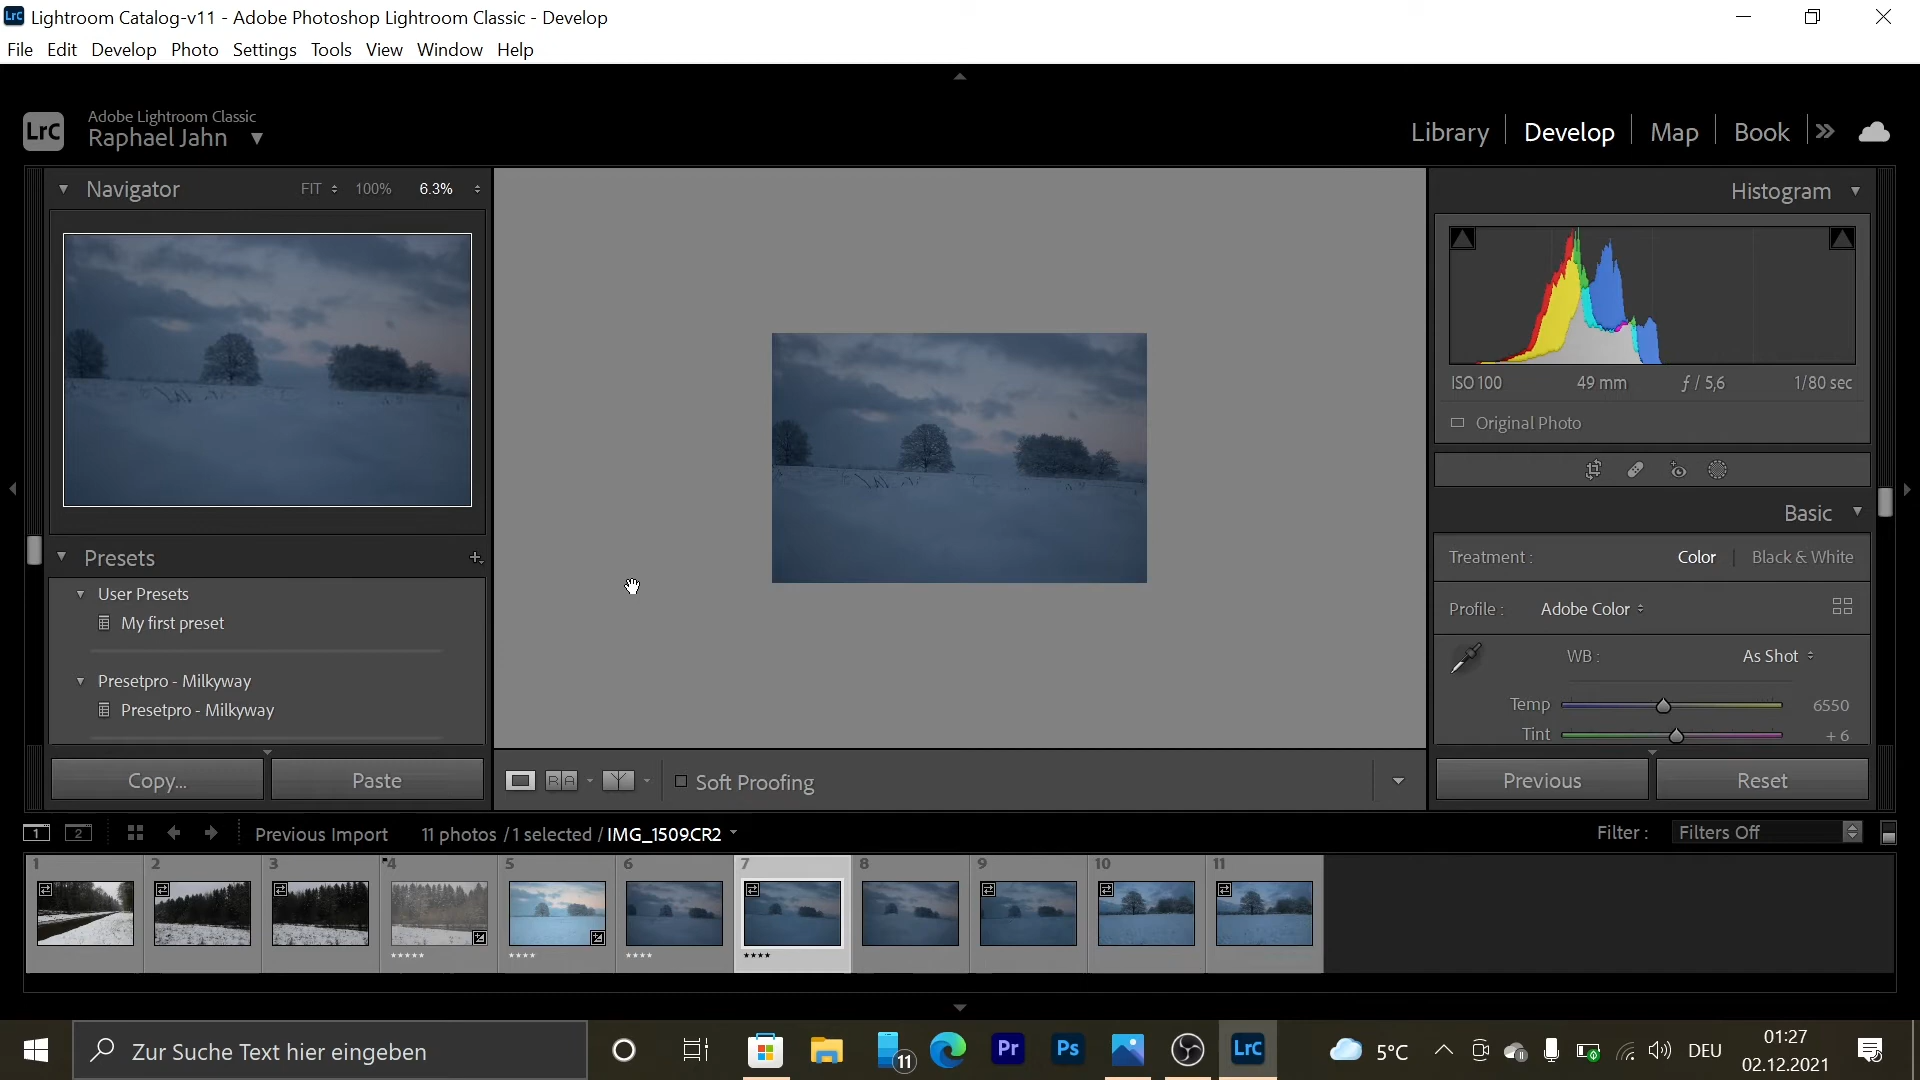 LrC Lightroom Catalog-v11 - Adobe Photoshop Lightroom Classic - Develop
File Edit Develop Photo Settings Tools View Window Help
LrC
Adobe Lightroom Classic
Raphael Jahn
Library Develop Map Book
Navigator FIT 100% 6.3%
Histogram
ISO 100 49 mm ƒ / 5,6 1/80 sec
Original Photo
Basic
Treatment : Color Black & White
Profile : Adobe Color
WB : As Shot
Temp 6550
Tint + 6
Presets +
User Presets
My first preset
Presetpro - Milkyway
Presetpro - Milkyway
Copy... Paste
R A Y Soft Proofing
Previous Reset
1 2 Previous Import 11 photos / 1 selected / IMG_1509.CR2
Filter : Filters Off
1 2 3 4 5 6 7 8 9 10 11
Zur Suche Text hier eingeben
11
Pr Ps LrC
5°C
DEU
01:27
02.12.2021